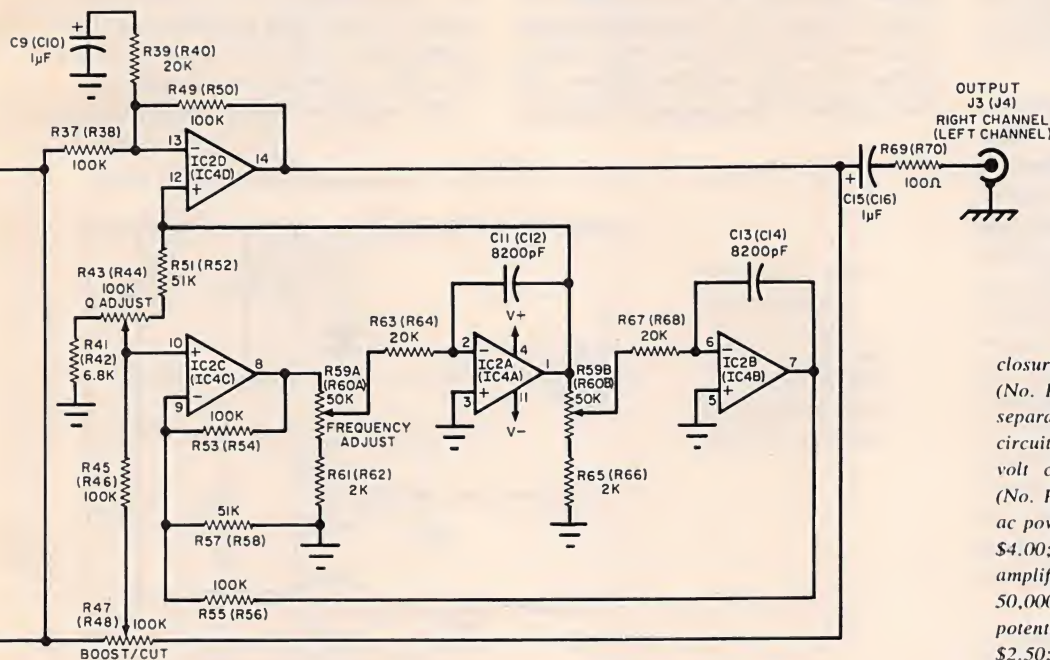 C9 (C10)
1µF
R39 (R40)
20K
R49 (R50)
100K
R37 (R38)
100K
13
-
12
+
IC2D
(IC4D)
14
OUTPUT
J3 (J4)
RIGHT CHANNEL
(LEFT CHANNEL)
R69(R70)
100Ω
+
C15(C16)
1µF
R43 (R44)
100K
Q ADJUST
R51 (R52)
51K
R41
(R42)
6.8K
10
+
9
-
IC2C
(IC4C)
8
100K
R53 (R54)
R59A
(R60A)
50K
FREQUENCY
ADJUST
R63 (R64)
20K
C11 (C12)
8200pF
V+
4
2
-
3
+
IC2A
(IC4A)
1
11
V-
R59B
(R60B)
50K
R67 (R68)
20K
C13 (C14)
8200pF
6
-
5
+
IC2B
(IC4B)
7
R45
(R46)
100K
R61 (R62)
2K
R65 (R66)
2K
51K
R57 (R58)
100K
R55 (R56)
R47
(R48)
100K
BOOST/CUT
closur
(No. 
separa
circuit
volt c
(No. 
ac pov
$4.00;
amplif
50,000
potent
$2.50;